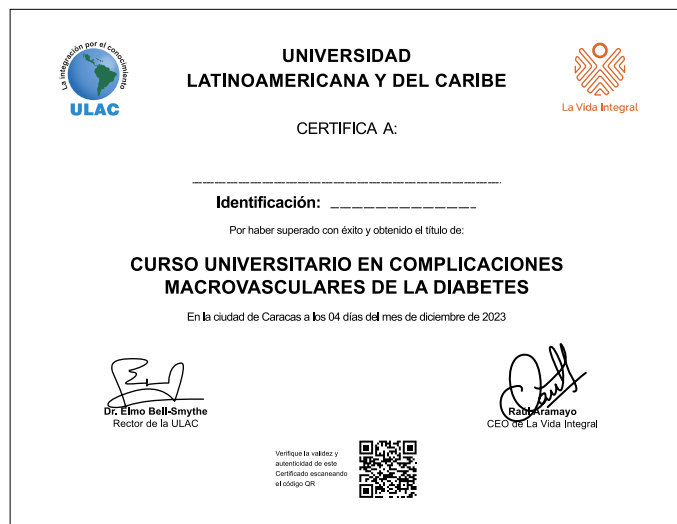 La integración por el conocimiento
ULAC
UNIVERSIDAD
LATINOAMERICANA Y DEL CARIBE
La Vida Integral
CERTIFICA A:
Identificación:
Por haber superado con éxito y obtenido el título de:
CURSO UNIVERSITARIO EN COMPLICACIONES
MACROVASCULARES DE LA DIABETES
En la ciudad de Caracas a los 04 días del mes de diciembre de 2023
Dr. Elmo Bell-Smythe
Rector de la ULAC
Raúl Aramayo
CEO de La Vida Integral
Verifique la validez y
autenticidad de este
Certificado escaneando
el código QR